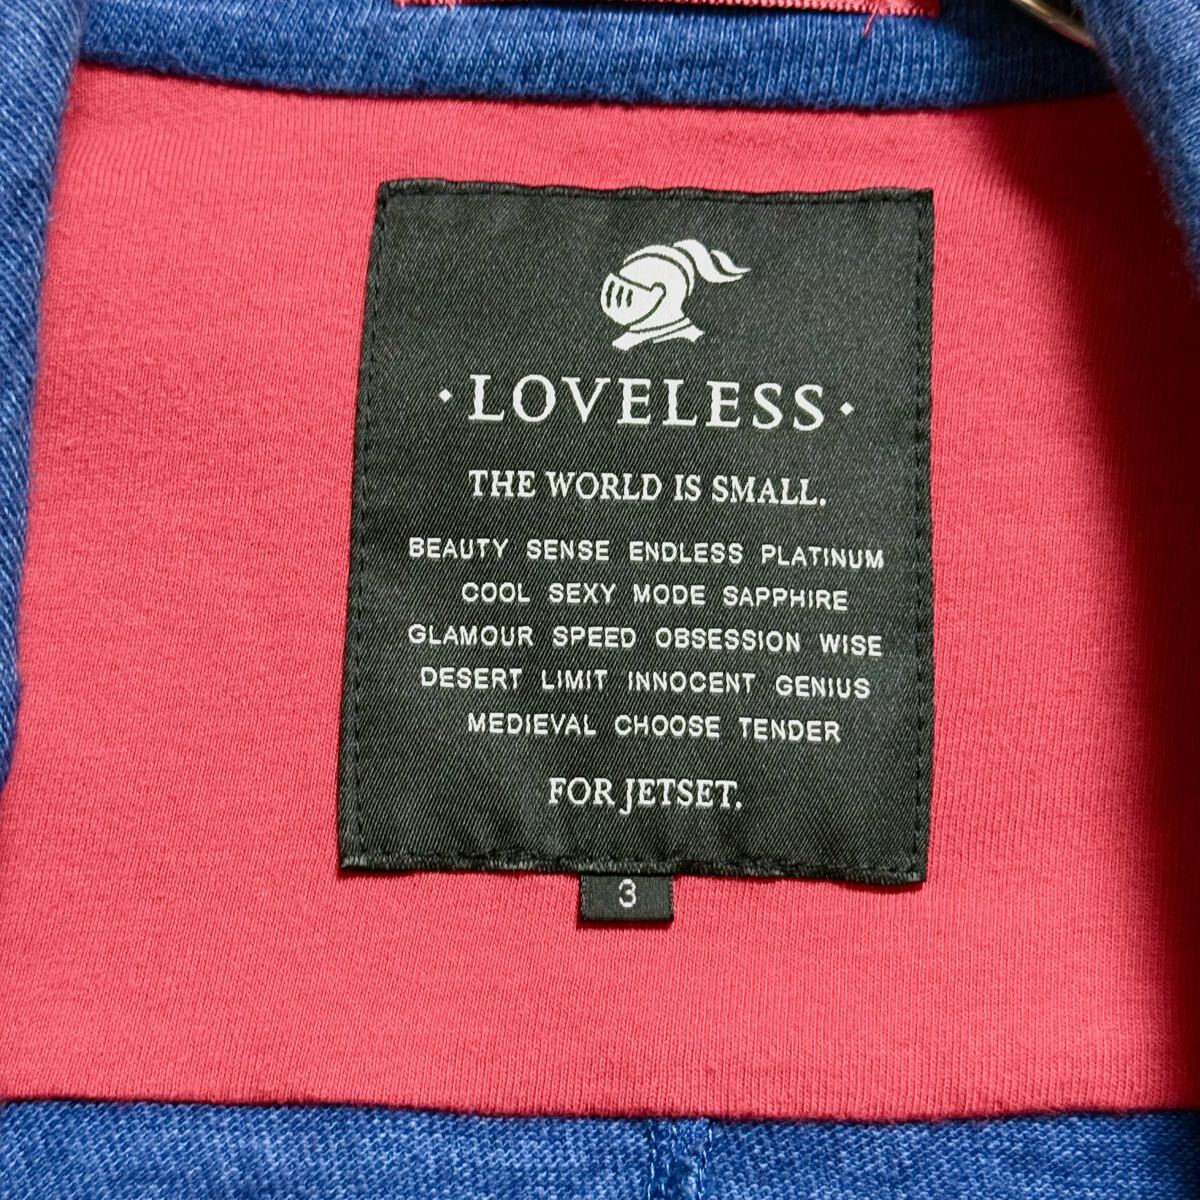 · LOVELESS ·
THE WORLD IS SMALL.
BEAUTY SENSE ENDLESS PLATINUM
COOL SEXY MODE SAPPHIRE
GLAMOUR SPEED OBSESSION WISE
DESERT LIMIT INNOCENT GENIUS
MEDIEVAL CHOOSE TENDER
FOR JETSET.
3